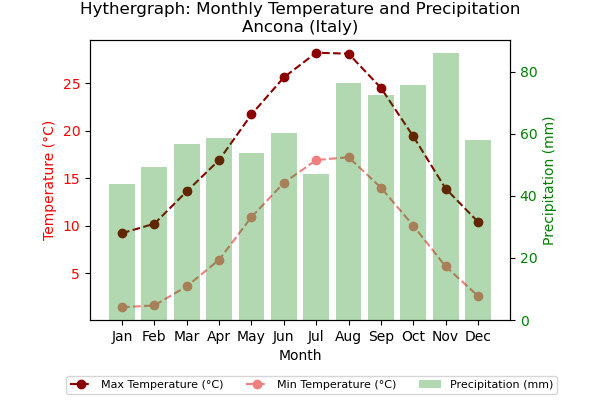 Hythergraph: Monthly Temperature and Precipitation
Ancona (Italy)
Temperature (°C)
25
20
15
10
5
Precipitation (mm)
80
60
40
20
0
Jan Feb Mar Apr May Jun Jul Aug Sep Oct Nov Dec
Month
Max Temperature (°C) Min Temperature (°C) Precipitation (mm)